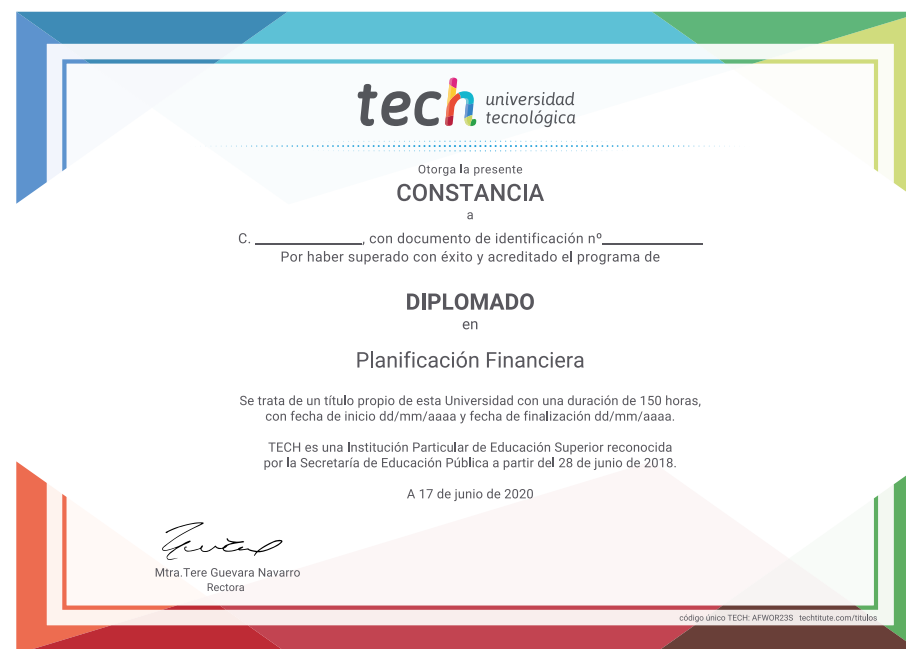 tech universidad
tecnológica
Otorga la presente
CONSTANCIA
a
C. ______________, con documento de identificación nº_____________
Por haber superado con éxito y acreditado el programa de
DIPLOMADO
en
Planificación Financiera
Se trata de un título propio de esta Universidad con una duración de 150 horas,
con fecha de inicio dd/mm/aaaa y fecha de finalización dd/mm/aaaa.
TECH es una Institución Particular de Educación Superior reconocida
por la Secretaría de Educación Pública a partir del 28 de junio de 2018.
A 17 de junio de 2020
Mtra.Tere Guevara Navarro
Rectora
código único TECH: AFWOR23S techtitute.com/titulos